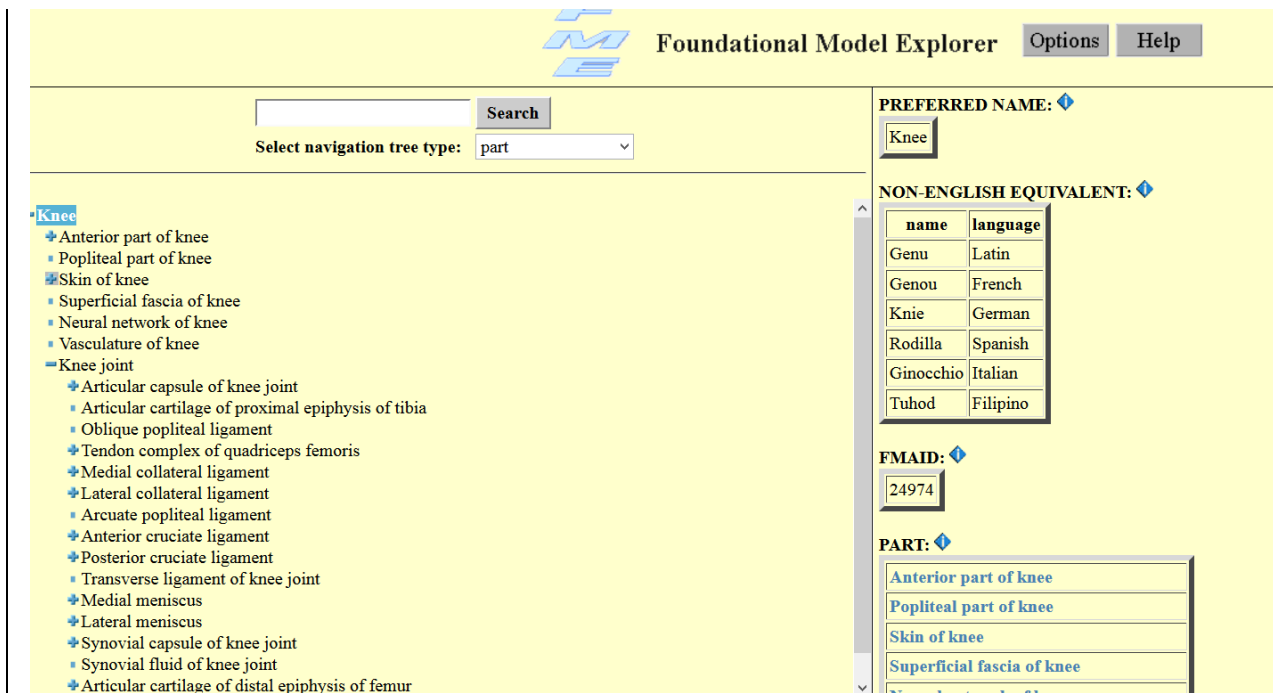 FME
Foundational Model Explorer
Options
Help
Search
Select navigation tree type: part
Knee
Anterior part of knee
Popliteal part of knee
Skin of knee
Superficial fascia of knee
Neural network of knee
Vasculature of knee
Knee joint
Articular capsule of knee joint
Articular cartilage of proximal epiphysis of tibia
Oblique popliteal ligament
Tendon complex of quadriceps femoris
Medial collateral ligament
Lateral collateral ligament
Arcuate popliteal ligament
Anterior cruciate ligament
Posterior cruciate ligament
Transverse ligament of knee joint
Medial meniscus
Lateral meniscus
Synovial capsule of knee joint
Synovial fluid of knee joint
Articular cartilage of distal epiphysis of femur
PREFERRED NAME:
Knee
NON-ENGLISH EQUIVALENT:
name language
Genu Latin
Genou French
Knie German
Rodilla Spanish
Ginocchio Italian
Tuhod Filipino
FMAID:
24974
PART:
Anterior part of knee
Popliteal part of knee
Skin of knee
Superficial fascia of knee